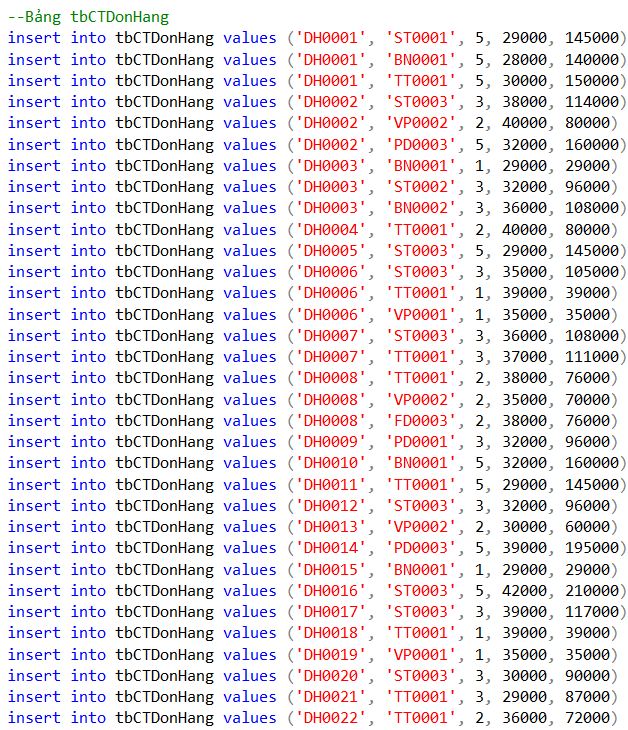 --Bảng tbCTDonHang
insert into tbCTDonHang values ('DH0001', 'ST0001', 5, 29000, 145000)
insert into tbCTDonHang values ('DH0001', 'BN0001', 5, 28000, 140000)
insert into tbCTDonHang values ('DH0001', 'TT0001', 5, 30000, 150000)
insert into tbCTDonHang values ('DH0002', 'ST0003', 3, 38000, 114000)
insert into tbCTDonHang values ('DH0002', 'VP0002', 2, 40000, 80000)
insert into tbCTDonHang values ('DH0002', 'PD0003', 5, 32000, 160000)
insert into tbCTDonHang values ('DH0003', 'BN0001', 1, 29000, 29000)
insert into tbCTDonHang values ('DH0003', 'ST0002', 3, 32000, 96000)
insert into tbCTDonHang values ('DH0003', 'BN0002', 3, 36000, 108000)
insert into tbCTDonHang values ('DH0004', 'TT0001', 2, 40000, 80000)
insert into tbCTDonHang values ('DH0005', 'ST0003', 5, 29000, 145000)
insert into tbCTDonHang values ('DH0006', 'ST0003', 3, 35000, 105000)
insert into tbCTDonHang values ('DH0006', 'TT0001', 1, 39000, 39000)
insert into tbCTDonHang values ('DH0006', 'VP0001', 1, 35000, 35000)
insert into tbCTDonHang values ('DH0007', 'ST0003', 3, 36000, 108000)
insert into tbCTDonHang values ('DH0007', 'TT0001', 3, 37000, 111000)
insert into tbCTDonHang values ('DH0008', 'TT0001', 2, 38000, 76000)
insert into tbCTDonHang values ('DH0008', 'VP0002', 2, 35000, 70000)
insert into tbCTDonHang values ('DH0008', 'FD0003', 2, 38000, 76000)
insert into tbCTDonHang values ('DH0009', 'PD0001', 3, 32000, 96000)
insert into tbCTDonHang values ('DH0010', 'BN0001', 5, 32000, 160000)
insert into tbCTDonHang values ('DH0011', 'TT0001', 5, 29000, 145000)
insert into tbCTDonHang values ('DH0012', 'ST0003', 3, 32000, 96000)
insert into tbCTDonHang values ('DH0013', 'VP0002', 2, 30000, 60000)
insert into tbCTDonHang values ('DH0014', 'PD0003', 5, 39000, 195000)
insert into tbCTDonHang values ('DH0015', 'BN0001', 1, 29000, 29000)
insert into tbCTDonHang values ('DH0016', 'ST0003', 5, 42000, 210000)
insert into tbCTDonHang values ('DH0017', 'ST0003', 3, 39000, 117000)
insert into tbCTDonHang values ('DH0018', 'TT0001', 1, 39000, 39000)
insert into tbCTDonHang values ('DH0019', 'VP0001', 1, 35000, 35000)
insert into tbCTDonHang values ('DH0020', 'ST0003', 3, 30000, 90000)
insert into tbCTDonHang values ('DH0021', 'TT0001', 3, 29000, 87000)
insert into tbCTDonHang values ('DH0022', 'TT0001', 2, 36000, 72000)